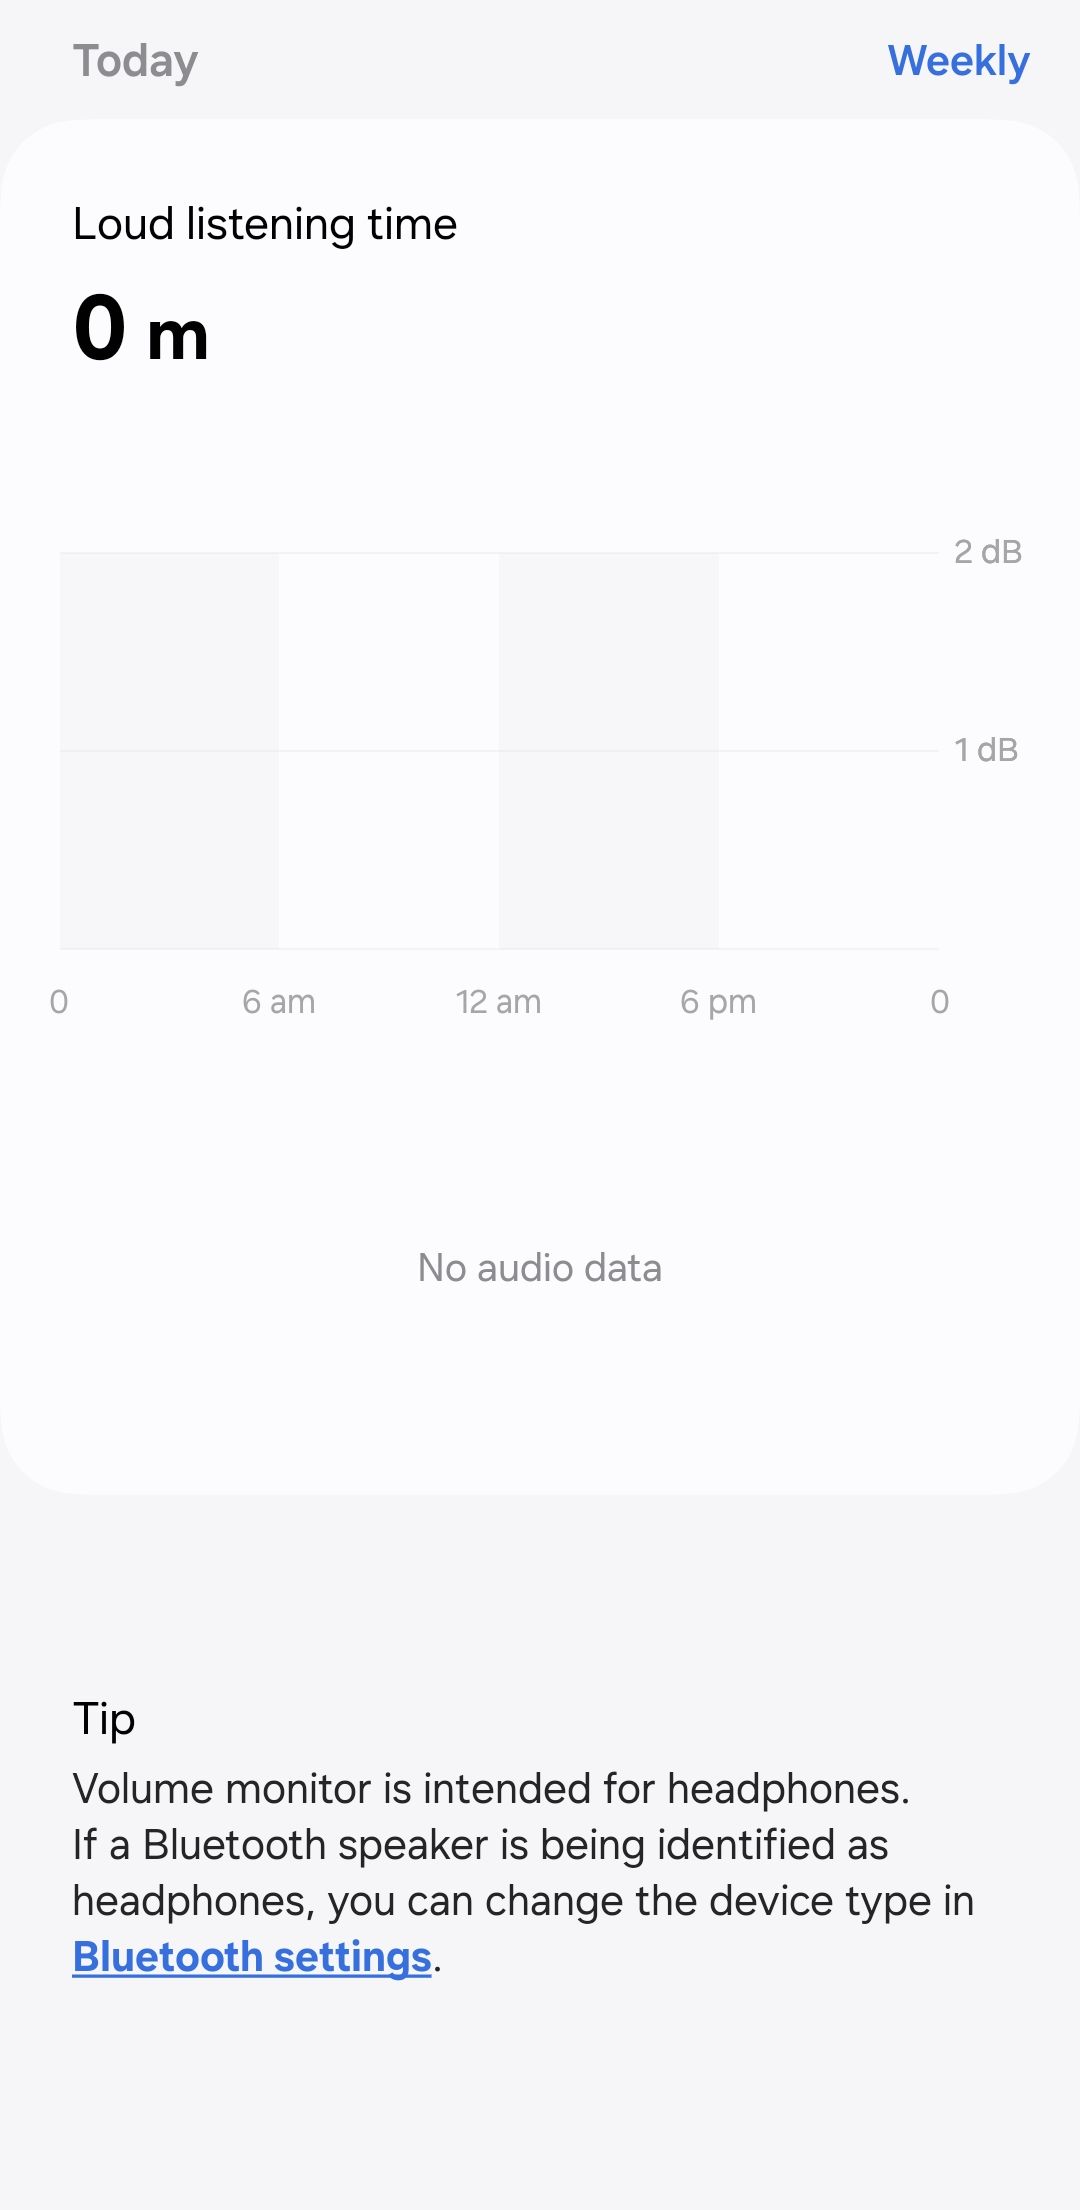 Today
Weekly
Loud listening time
0 m
2 dB
1 dB
0
6 am
12 am
6 pm
0
No audio data
Tip
Volume monitor is intended for headphones.
If a Bluetooth speaker is being identified as
headphones, you can change the device type in
Bluetooth settings.